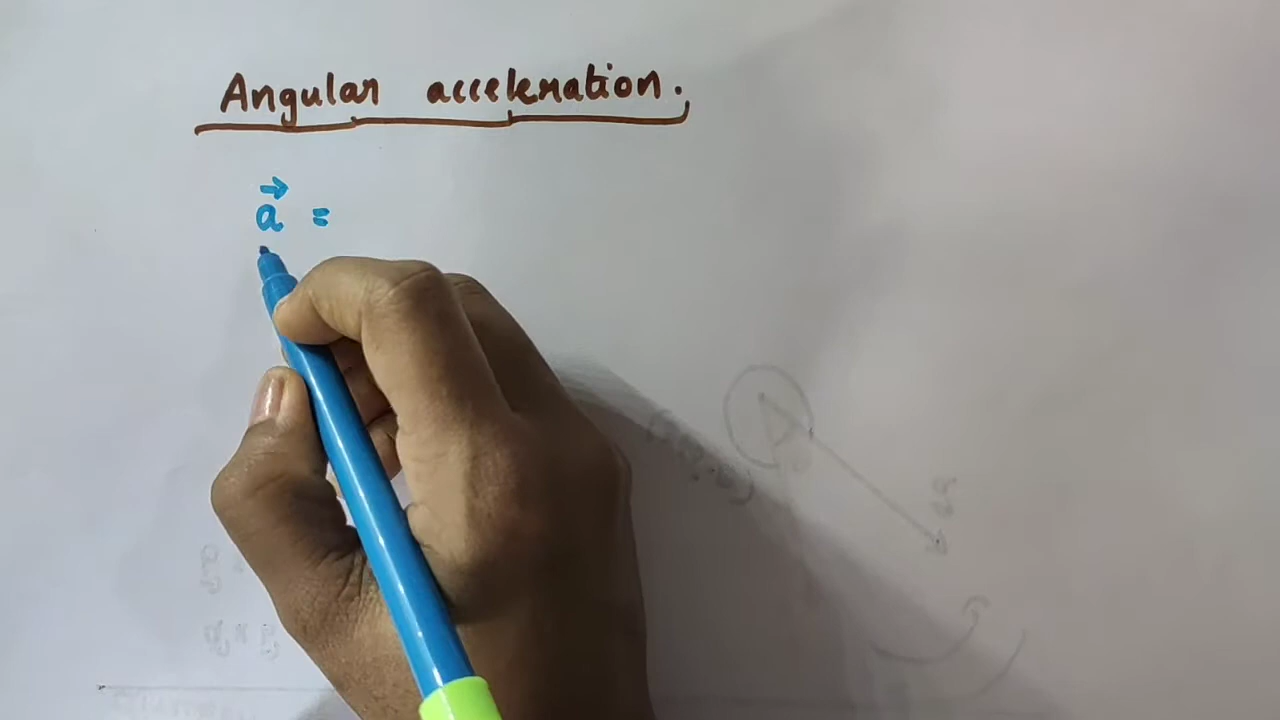 Angular acceleration.
→
a =